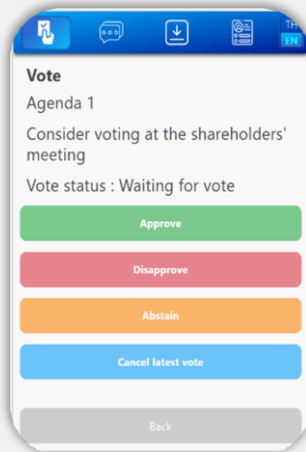 TH
EN
Vote
Agenda 1
Consider voting at the shareholders'
meeting
Vote status : Waiting for vote
Approve
Disapprove
Abstain
Cancel latest vote
Back